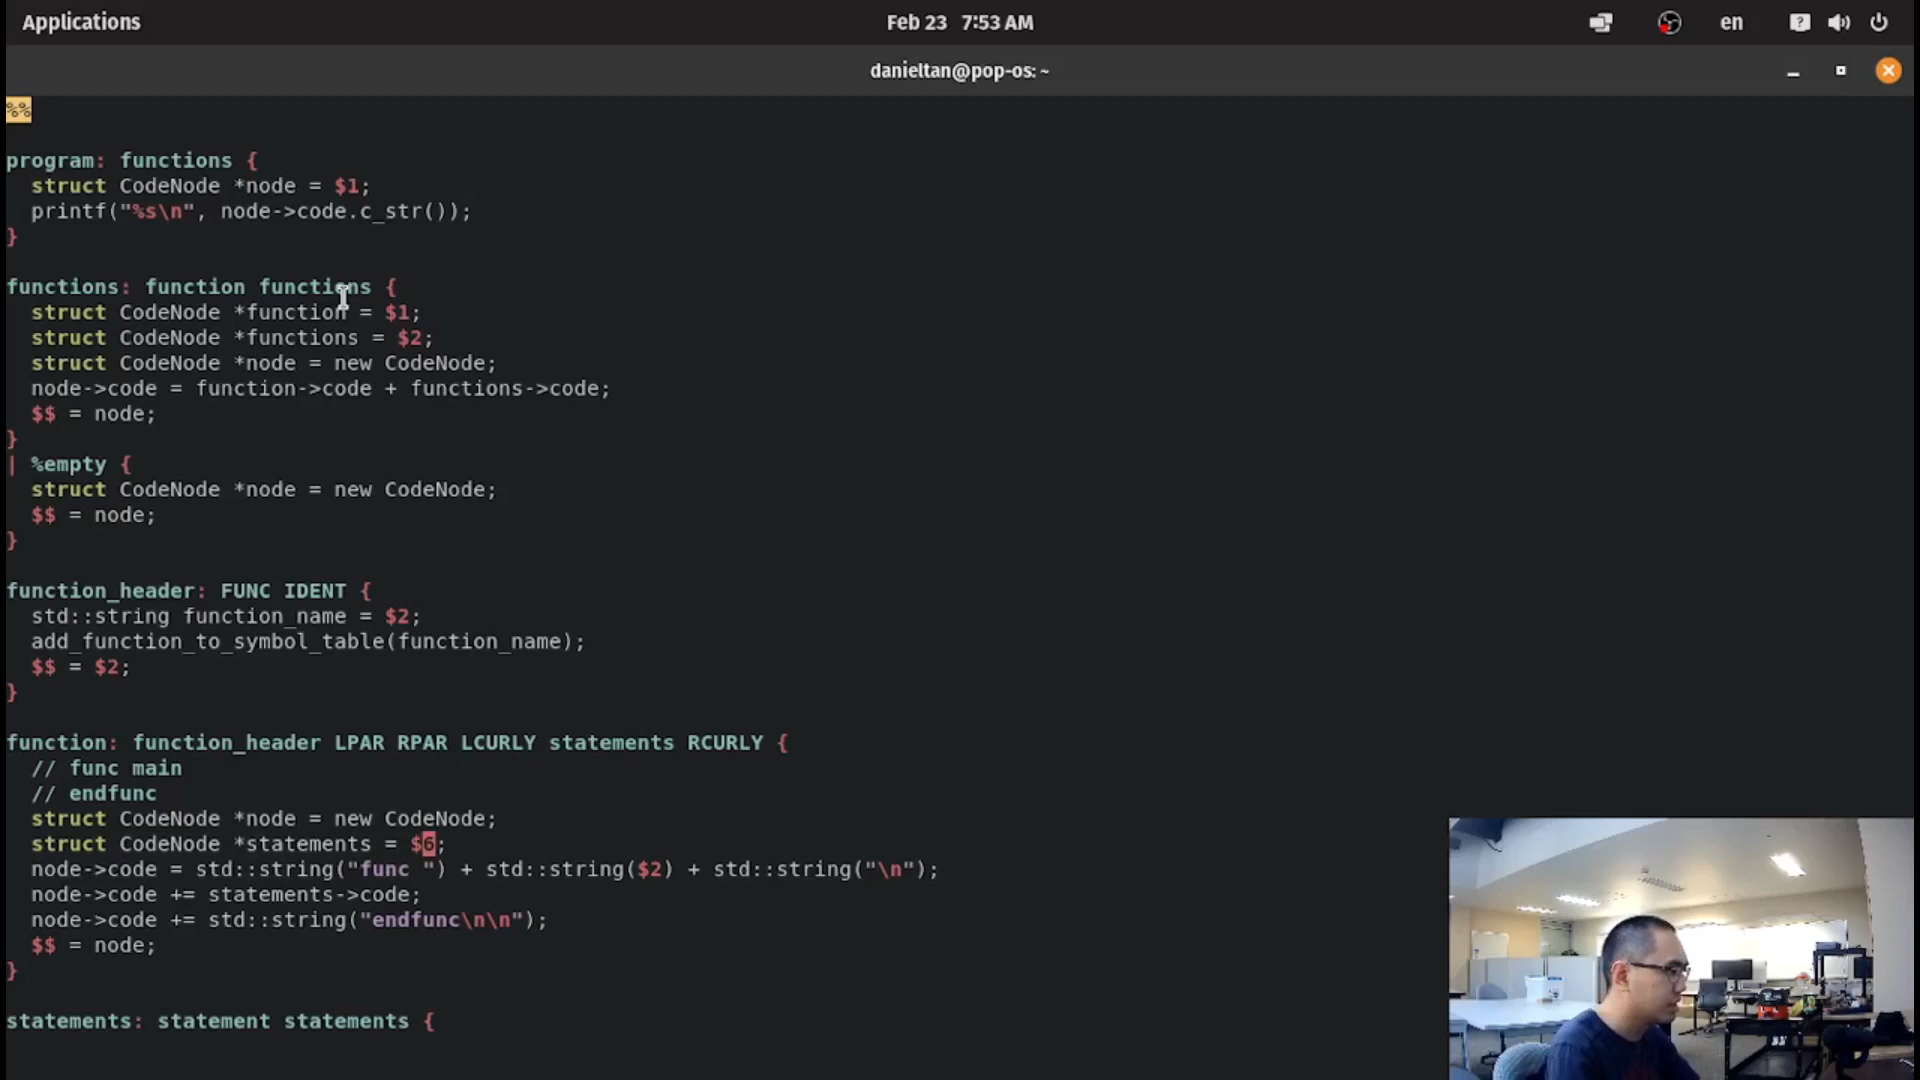 Applications
Feb 23 7:53 AM
en
danieltan@pop-os: ~
%%
program: functions {
struct CodeNode *node = $1;
printf("%s\n", node->code.c_str());
}
functions: function functions {
struct CodeNode *function = $1;
struct CodeNode *functions = $2;
struct CodeNode *node = new CodeNode;
node->code = function->code + functions->code;
$$ = node;
}
| %empty {
struct CodeNode *node = new CodeNode;
$$ = node;
}
function_header: FUNC IDENT {
std::string function_name = $2;
add_function_to_symbol_table(function_name);
$$ = $2;
}
function: function_header LPAR RPAR LCURLY statements RCURLY {
// func main
// endfunc
struct CodeNode *node = new CodeNode;
struct CodeNode *statements = $6;
node->code = std::string("func ") + std::string($2) + std::string("\n");
node->code += statements->code;
node->code += std::string("endfunc\n\n");
$$ = node;
}
statements: statement statements {